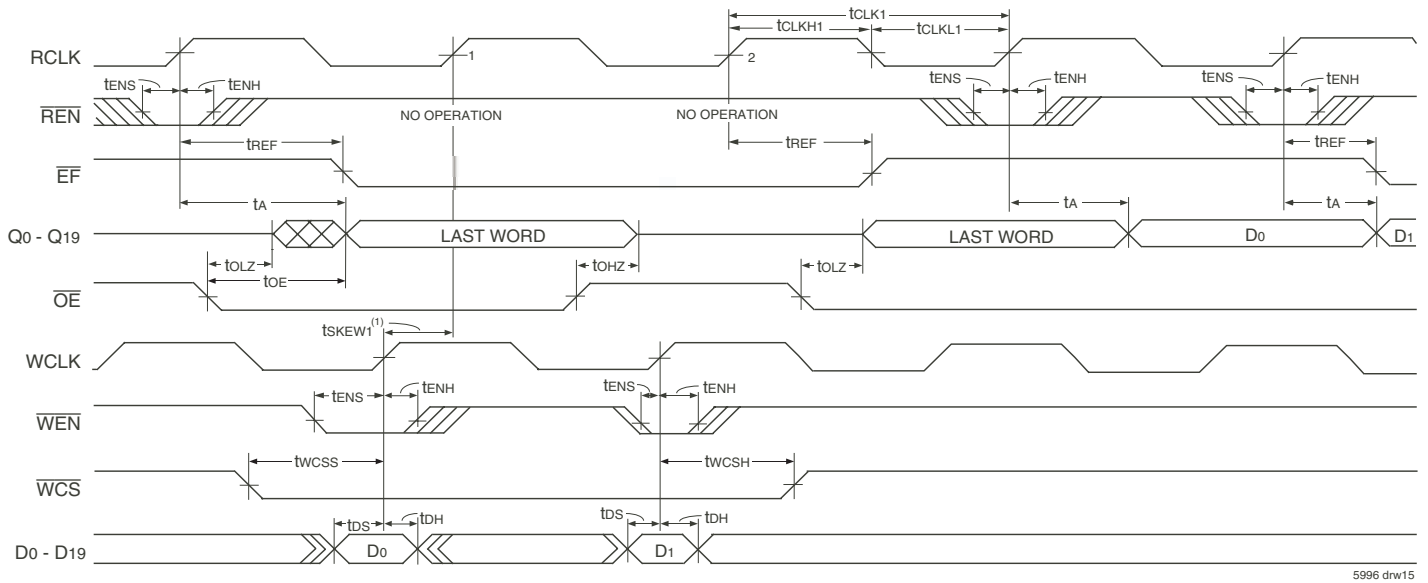 tCLK1
tCLKH1 tCLKL1
RCLK 1 2
tENS tENH tENS tENH tENS tENH
REN NO OPERATION NO OPERATION
tREF tREF tREF
EF
tA tA tA
Q0 - Q19 LAST WORD LAST WORD D0 D1
tOLZ tOHZ tOLZ
tOE
OE
tSKEW1(1)
WCLK
tENS tENH tENS tENH
WEN
tWCSS tWCSH
WCS
tDS tDH tDS tDH
D0 - D19 D0 D1
5996 drw15